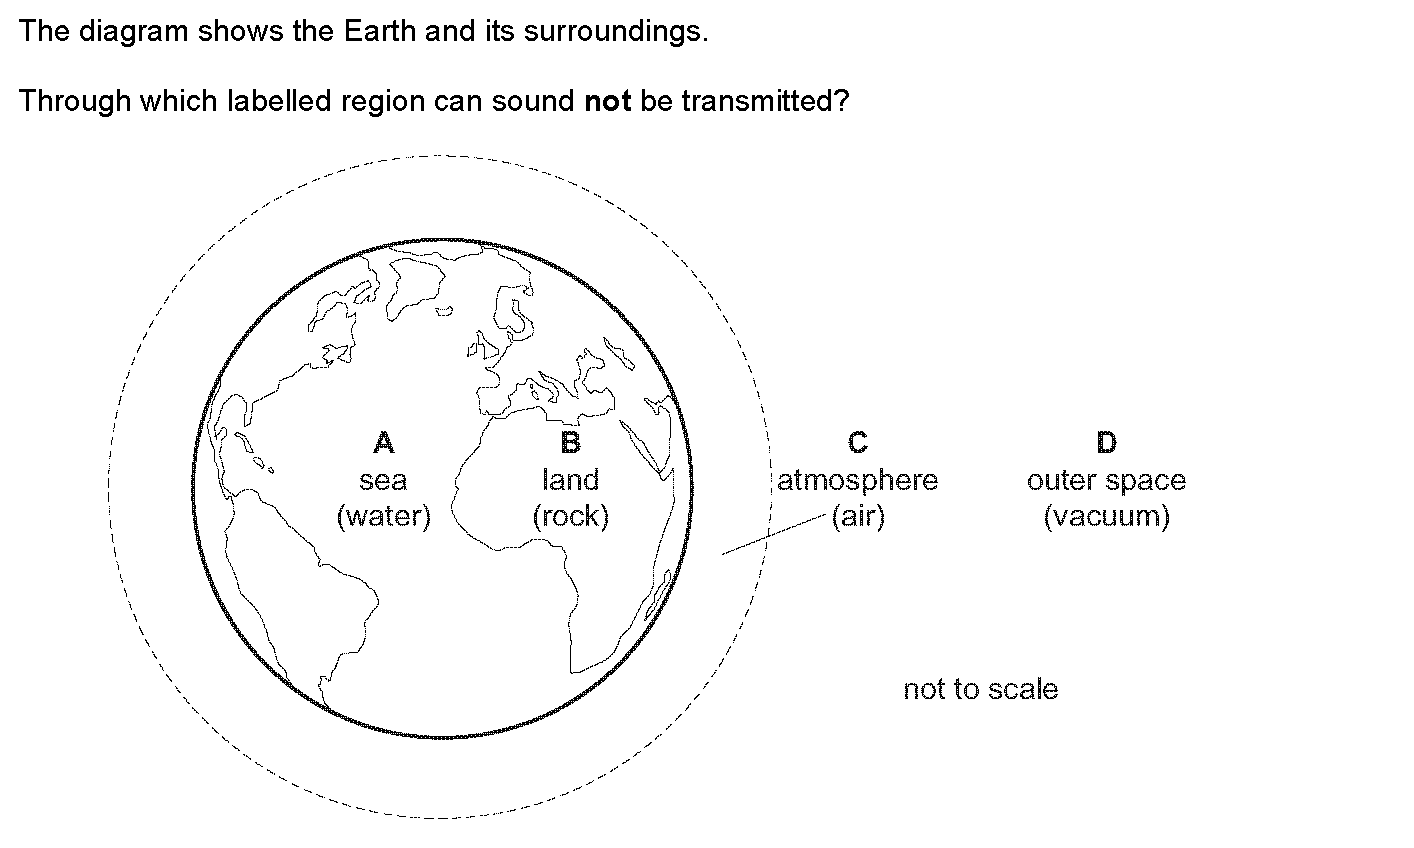 The diagram shows the Earth and its surroundings.
Through which labelled region can sound not be transmitted?
A
sea
(water)
B
land
(rock)
C
atmosphere
(air)
D
outer space
(vacuum)
not to scale